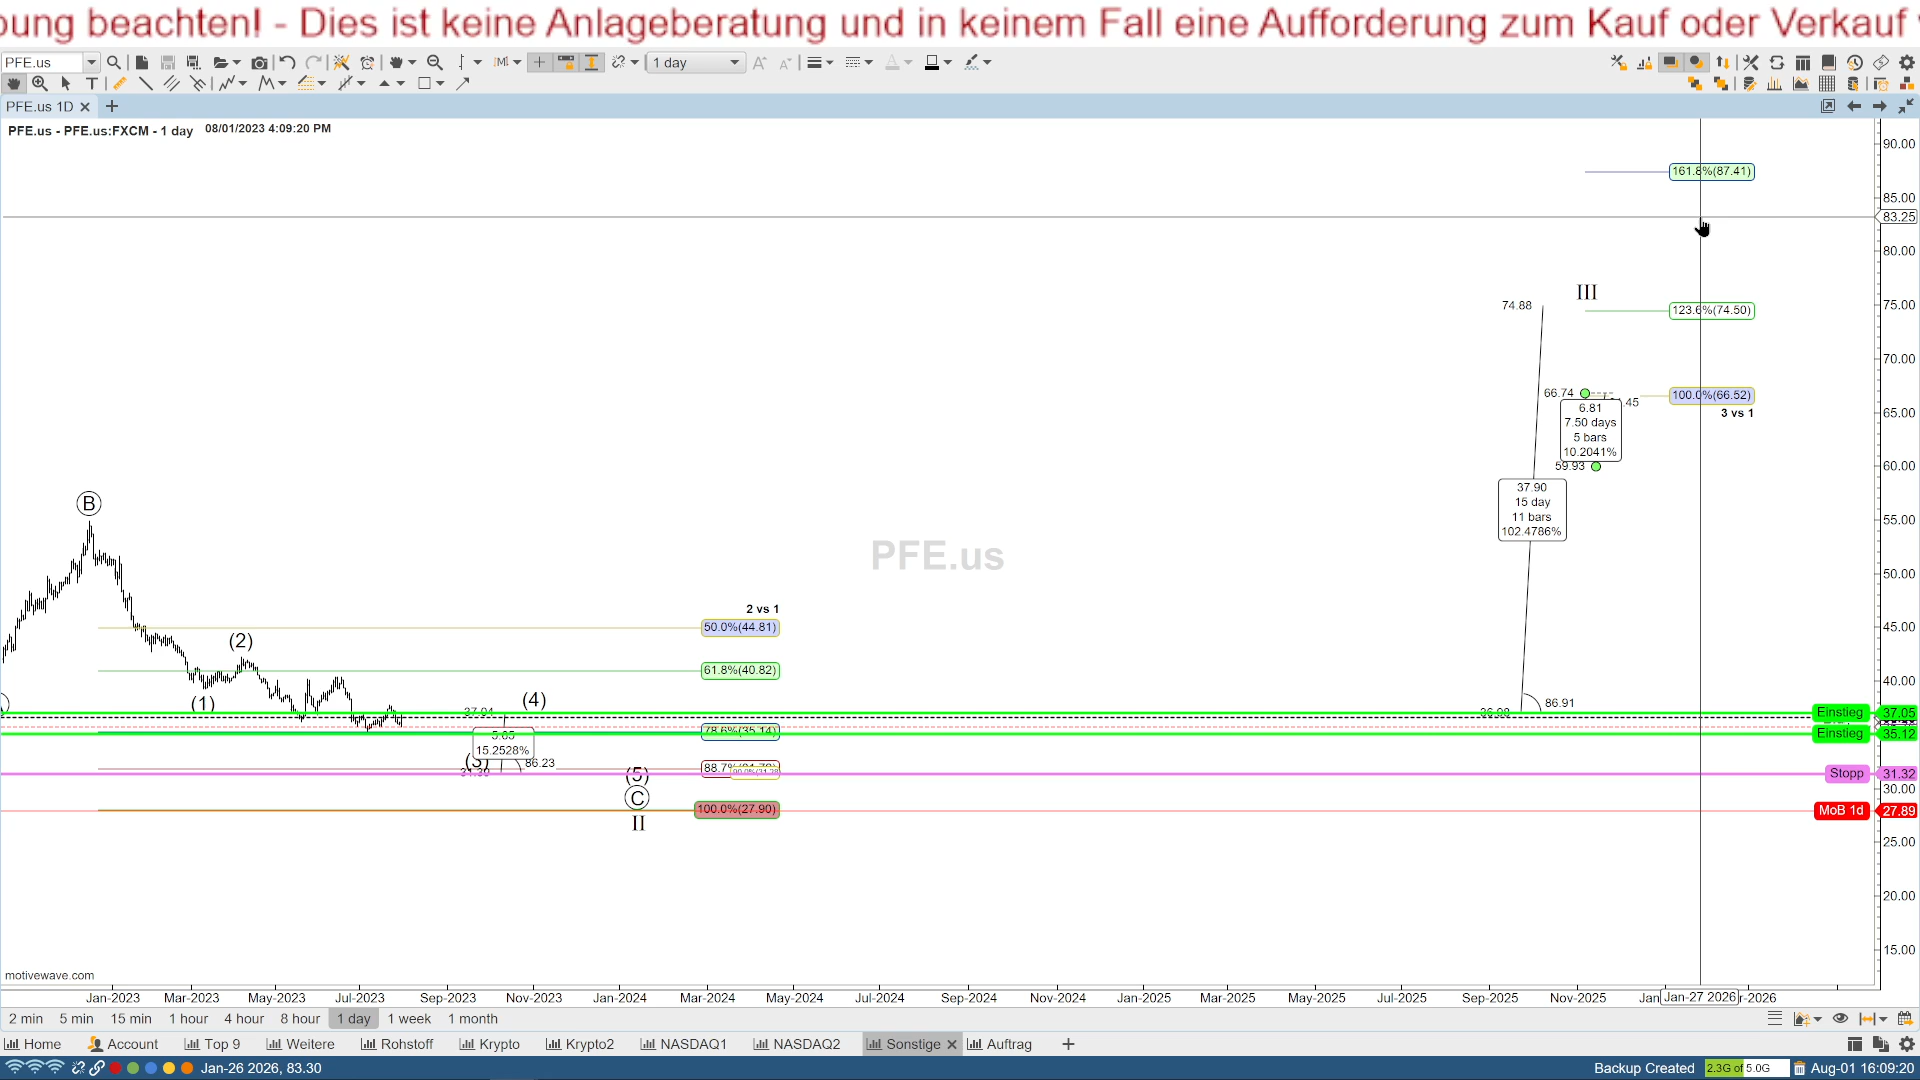 beachten! - Dies ist keine Anlageberatung und in keinem Fall eine Aufforderung zum Kauf oder Verkauf
PFE.us
1 day
PFE.us 1D
PFE.us - PFE.us:FXCM - 1 day 08/01/2023 4:09:20 PM
90.00
161.8%(87.41)
85.00
83.25
80.00
III
74.88
75.00
123.6%(74.50)
70.00
66.74
100.0%(66.52)
.45
3 vs 1
65.00
6.81
7.50 days
5 bars
10.2041%
59.93
60.00
37.90
15 day
11 bars
102.4786%
B
55.00
PFE.us
50.00
2 vs 1
50.0%(44.81)
45.00
(2)
61.8%(40.82)
40.00
(1)
(4)
86.91
37.04
36.98
Einstieg 37.05
78.6%(35.14)
Einstieg 35.12
5.65
15.2528%
(3)
86.23
(5)
Stopp 31.32
30.00
C
100.0%(27.90)
MoB 1d 27.89
II
25.00
20.00
15.00
motivewave.com
Jan-2023 Mar-2023 May-2023 Jul-2023 Sep-2023 Nov-2023 Jan-2024 Mar-2024 May-2024 Jul-2024 Sep-2024 Nov-2024 Jan-2025 Mar-2025 May-2025 Jul-2025 Sep-2025 Nov-2025 Jan-27 2026
2 min 5 min 15 min 1 hour 4 hour 8 hour 1 day 1 week 1 month
Home Account Top 9 Weitere Rohstoff Krypto Krypto2 NASDAQ1 NASDAQ2 Sonstige Auftrag
Jan-26 2026, 83.30 Backup Created 2.3G of 5.0G Aug-01 16:09:20